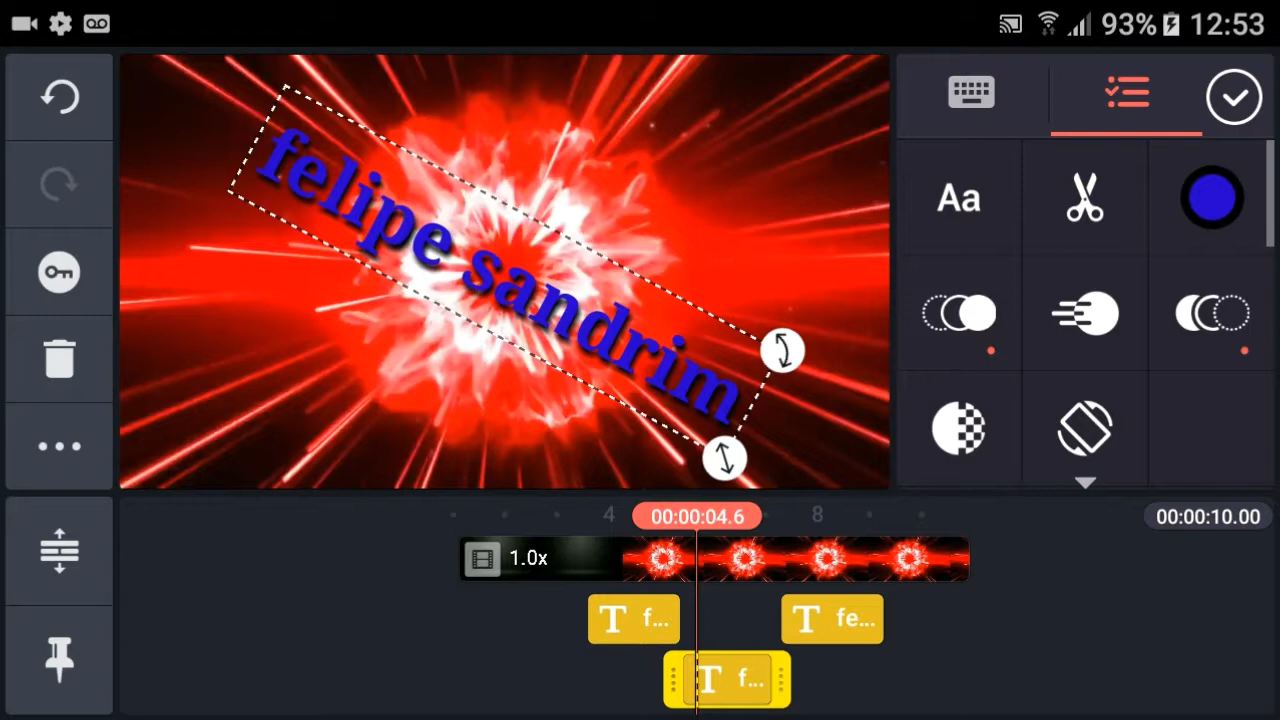 93% 12:53
felipe sandrim
Aa
4
00:00:04.6
8
00:00:10.00
1.0x
T f...
T fe...
T f...